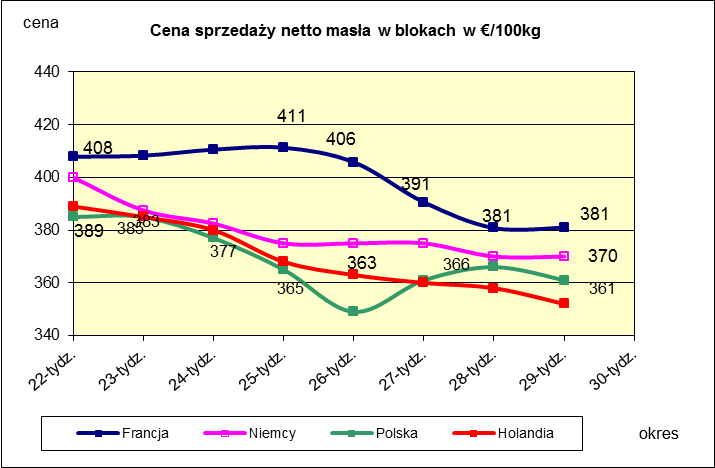 cena
Cena sprzedaży netto masła w blokach w €/100kg
440
420
400
380
360
340
408
411
406
391
381
381
389
385
385
377
365
363
366
370
361
22-tydz.
23-tydz.
24-tydz.
25-tydz.
26-tydz.
27-tydz.
28-tydz.
29-tydz.
30-tydz.
Francja
Niemcy
Polska
Holandia
okres